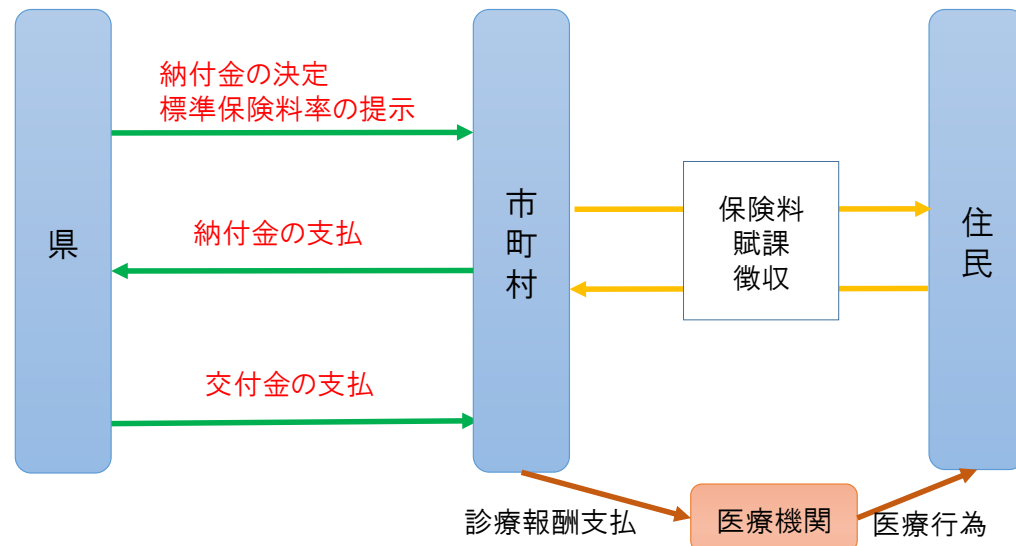 納付金の決定
標準保険料率の提示
県
納付金の支払
交付金の支払
市町村
保険料
賦課
徴収
住民
診療報酬支払
医療機関
医療行為